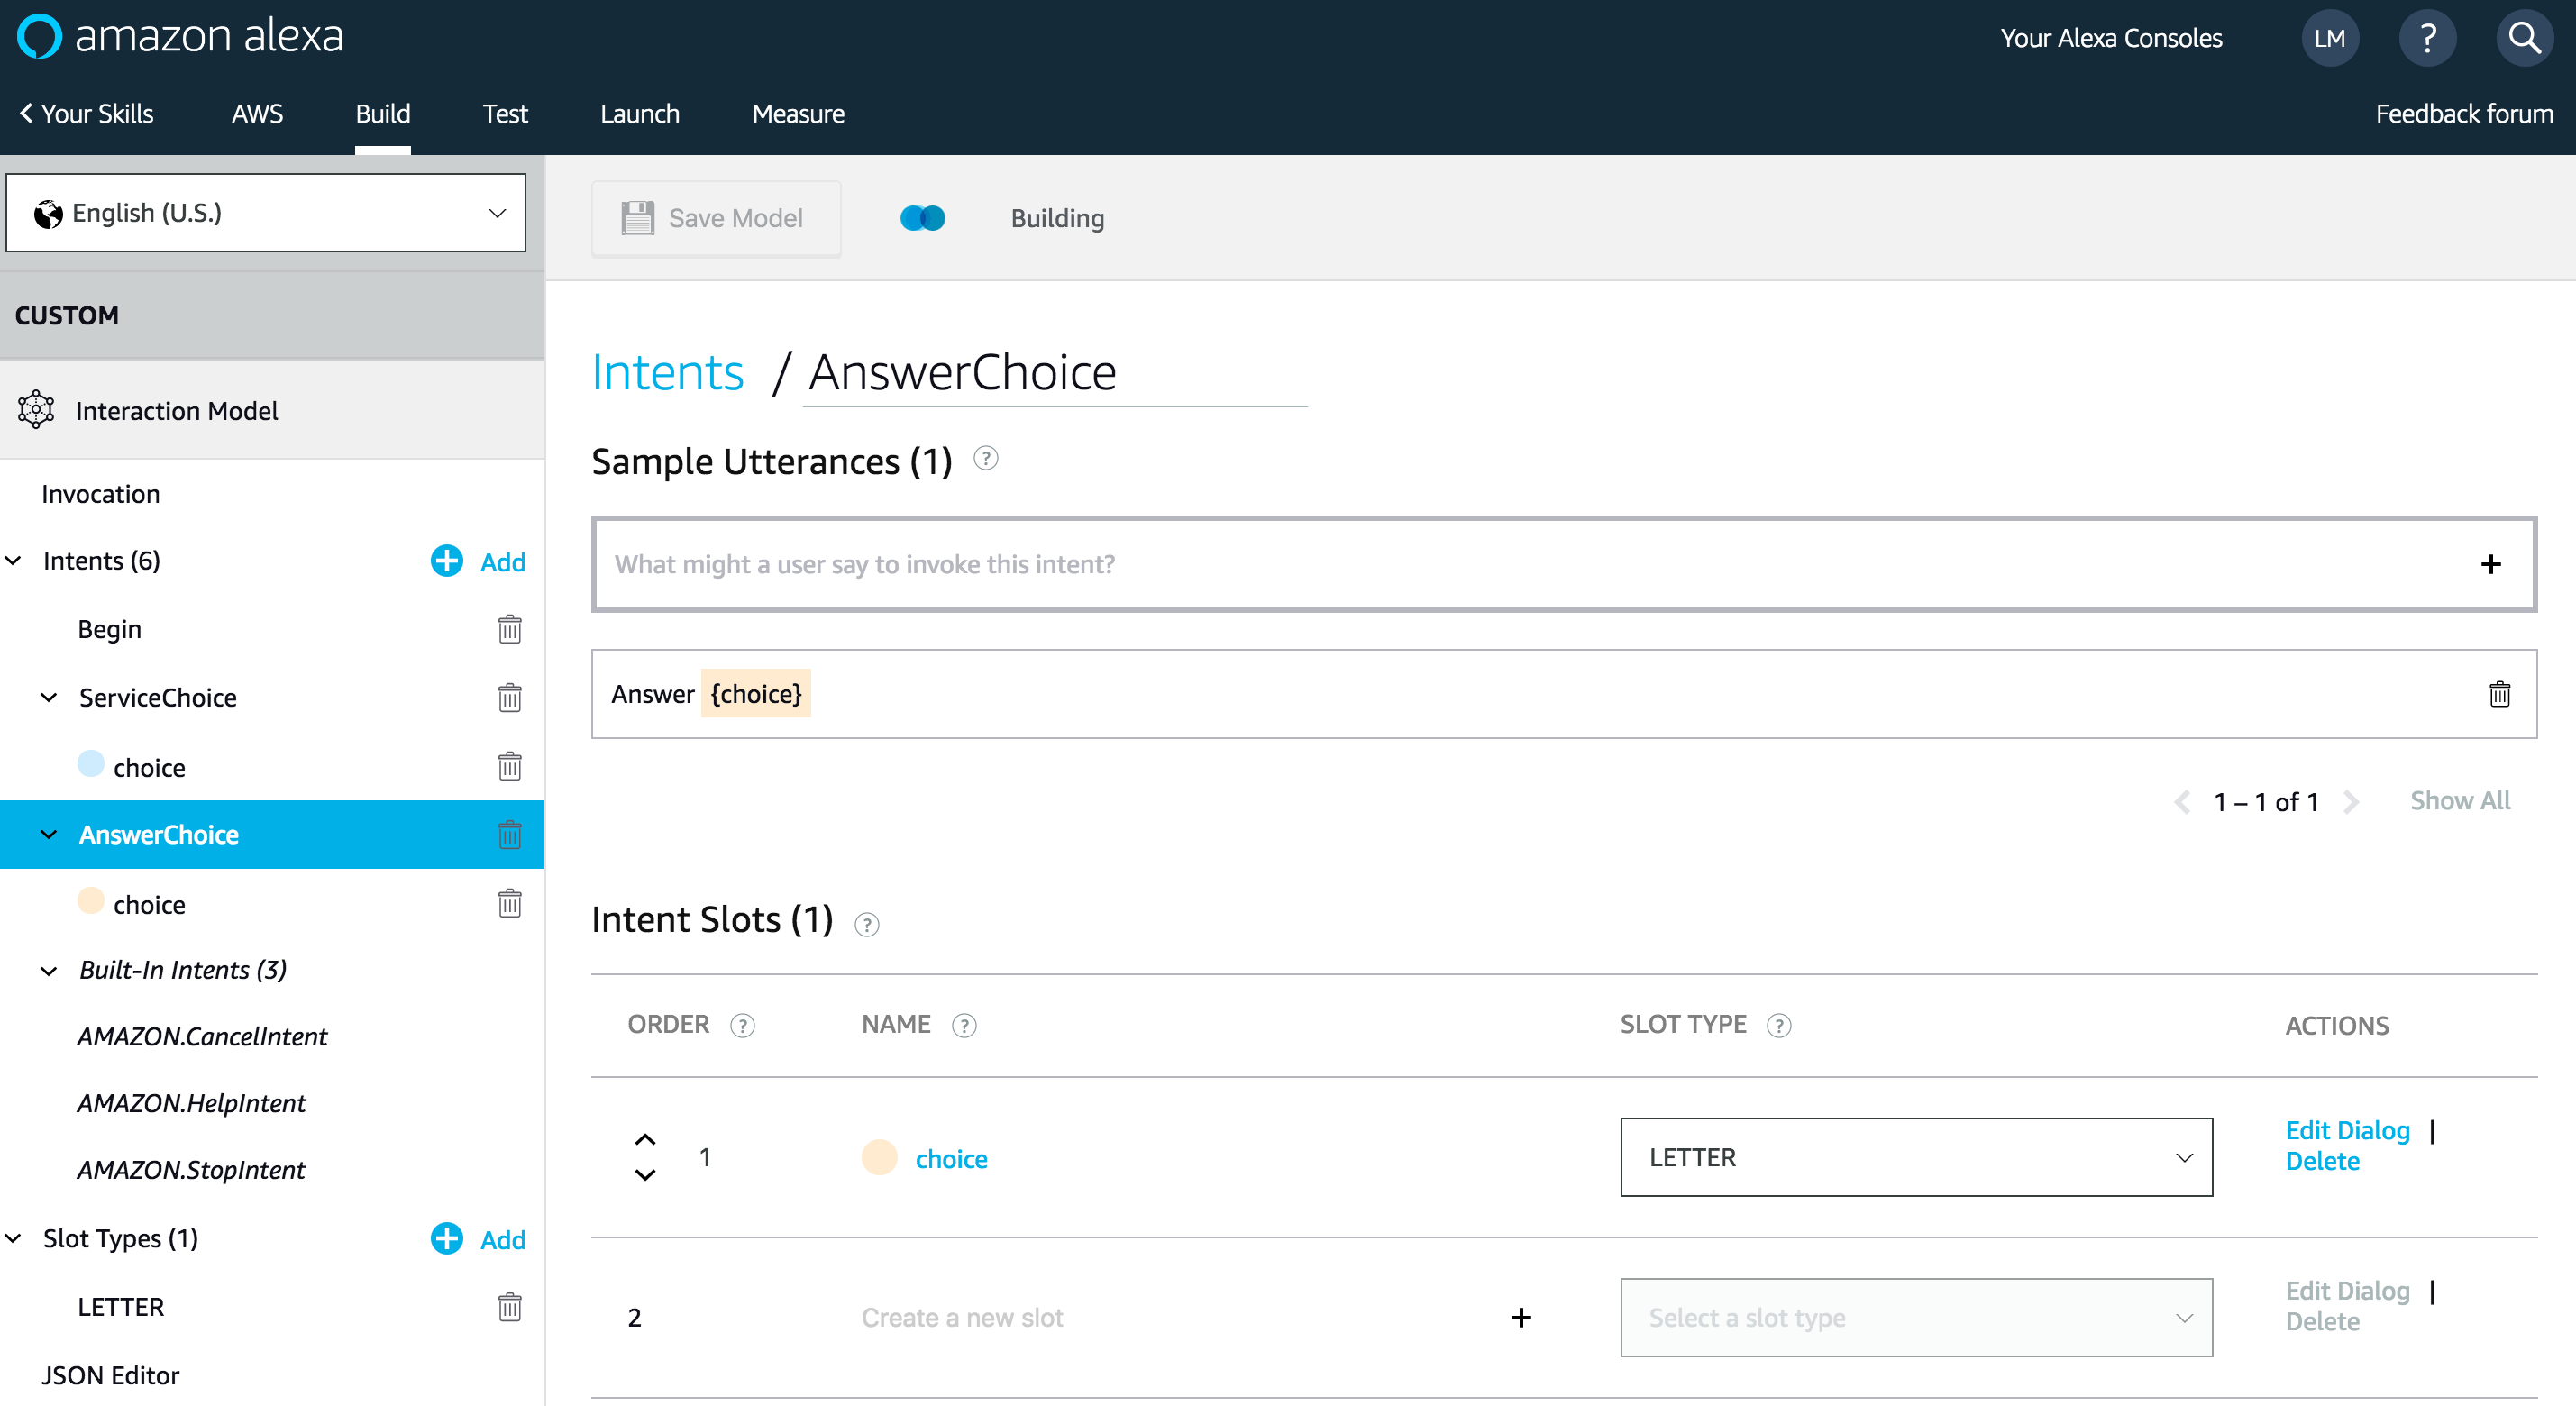 amazon alexa
Your Alexa Consoles
LM
?
Your Skills
AWS
Build
Test
Launch
Measure
Feedback forum
English (U.S.)
Save Model
Building
CUSTOM
Interaction Model
Invocation
Intents (6)
Add
Begin
ServiceChoice
choice
AnswerChoice
choice
Built-In Intents (3)
AMAZON.CancelIntent
AMAZON.HelpIntent
AMAZON.StopIntent
Slot Types (1)
Add
LETTER
JSON Editor
Intents / AnswerChoice
Sample Utterances (1) ?
What might a user say to invoke this intent?
+
Answer {choice}
1 – 1 of 1
Show All
Intent Slots (1) ?
ORDER ?
NAME ?
SLOT TYPE ?
ACTIONS
1
choice
LETTER
Edit Dialog |
Delete
2
Create a new slot
+
Select a slot type
Edit Dialog |
Delete